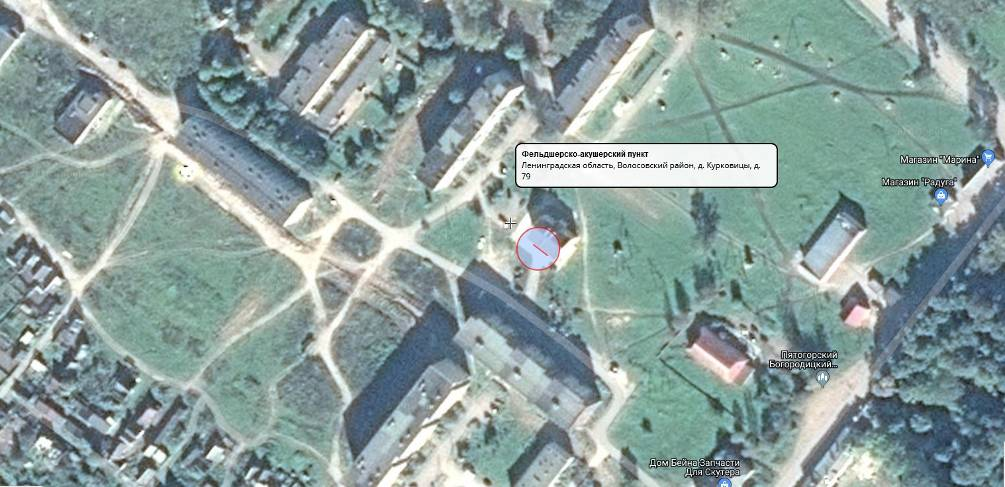 Фельдшерско-акушерский пункт
Ленинградская область, Волосовский район, д. Курковицы, д.
79
Магазин "Марина"
Магазин "Радуга"
Пятогорский
Богородицкий...
Дом Бейна Запчасти
Для Скутера